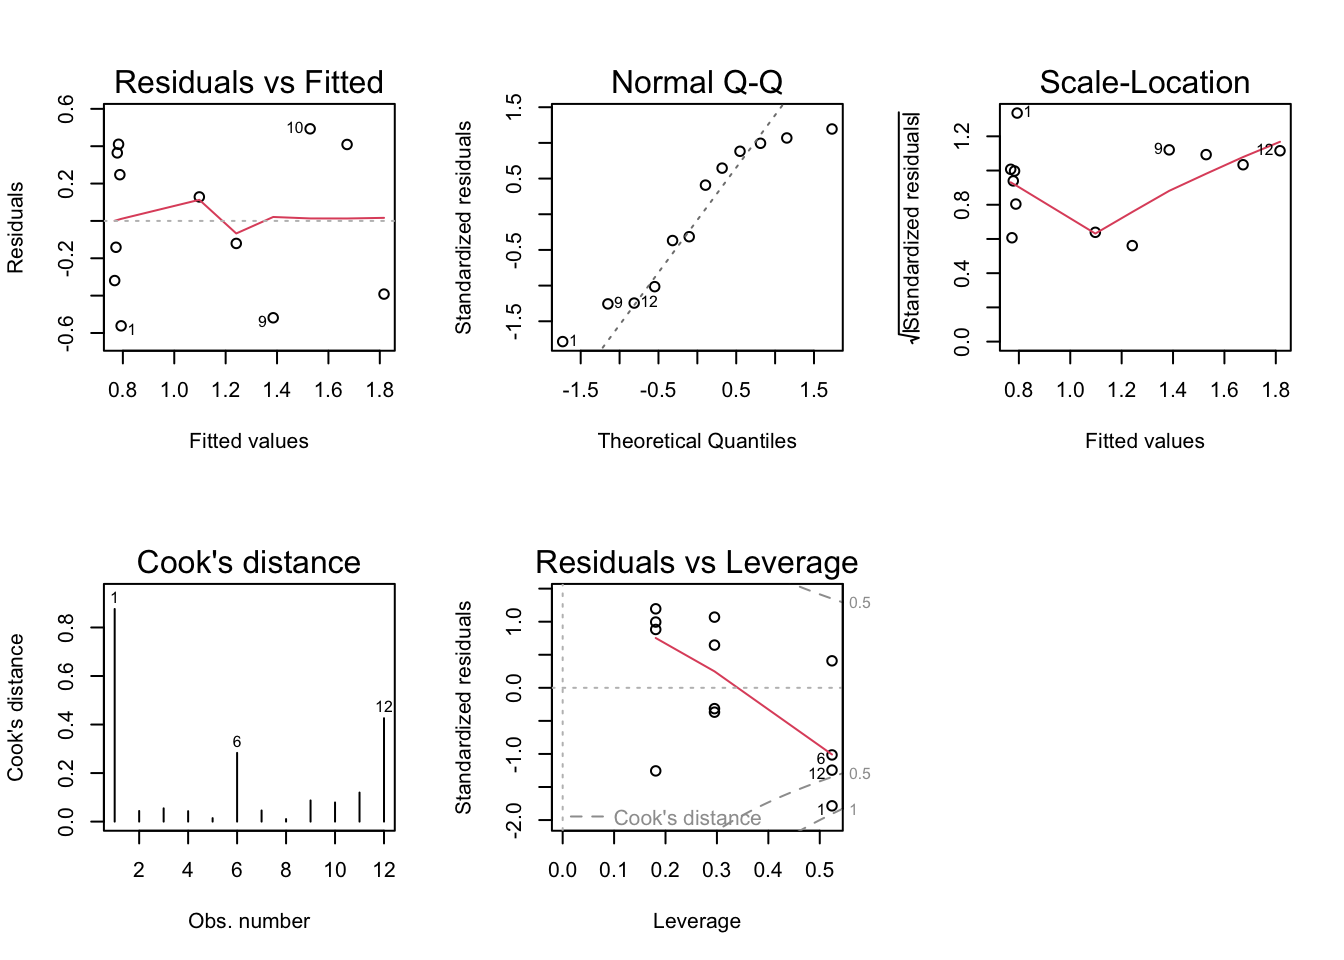 Residuals vs Fitted
Residuals
0.6
0.2
-0.2
-0.6
10
9
1
0.8 1.0 1.2 1.4 1.6 1.8
Fitted values
Normal Q-Q
Standardized residuals
1.5
0.5
-0.5
-1.5
9
12
1
-1.5 -0.5 0.5 1.5
Theoretical Quantiles
Scale-Location
√|Standardized residuals|
1.2
0.8
0.4
0.0
1
9
12
0.8 1.0 1.2 1.4 1.6 1.8
Fitted values
Cook's distance
Cook's distance
0.8
0.6
0.4
0.2
0.0
1
6
12
2 4 6 8 10 12
Obs. number
Residuals vs Leverage
Standardized residuals
1.0
0.0
-1.0
-2.0
0.5
6
12
0.5
1
1
Cook's distance
0.0 0.1 0.2 0.3 0.4 0.5
Leverage